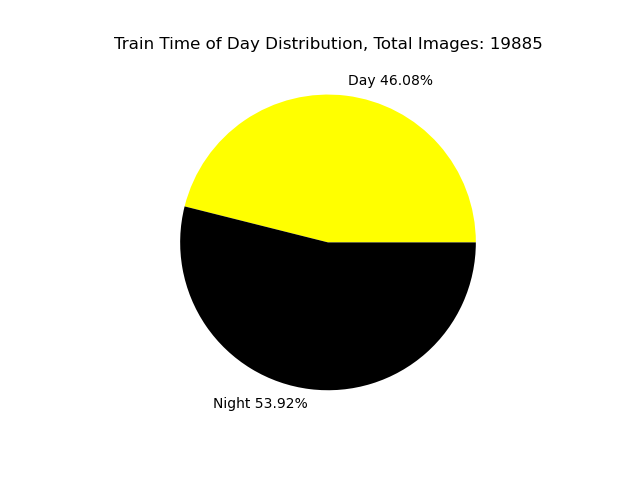 Train Time of Day Distribution, Total Images: 19885
Day 46.08%
Night 53.92%